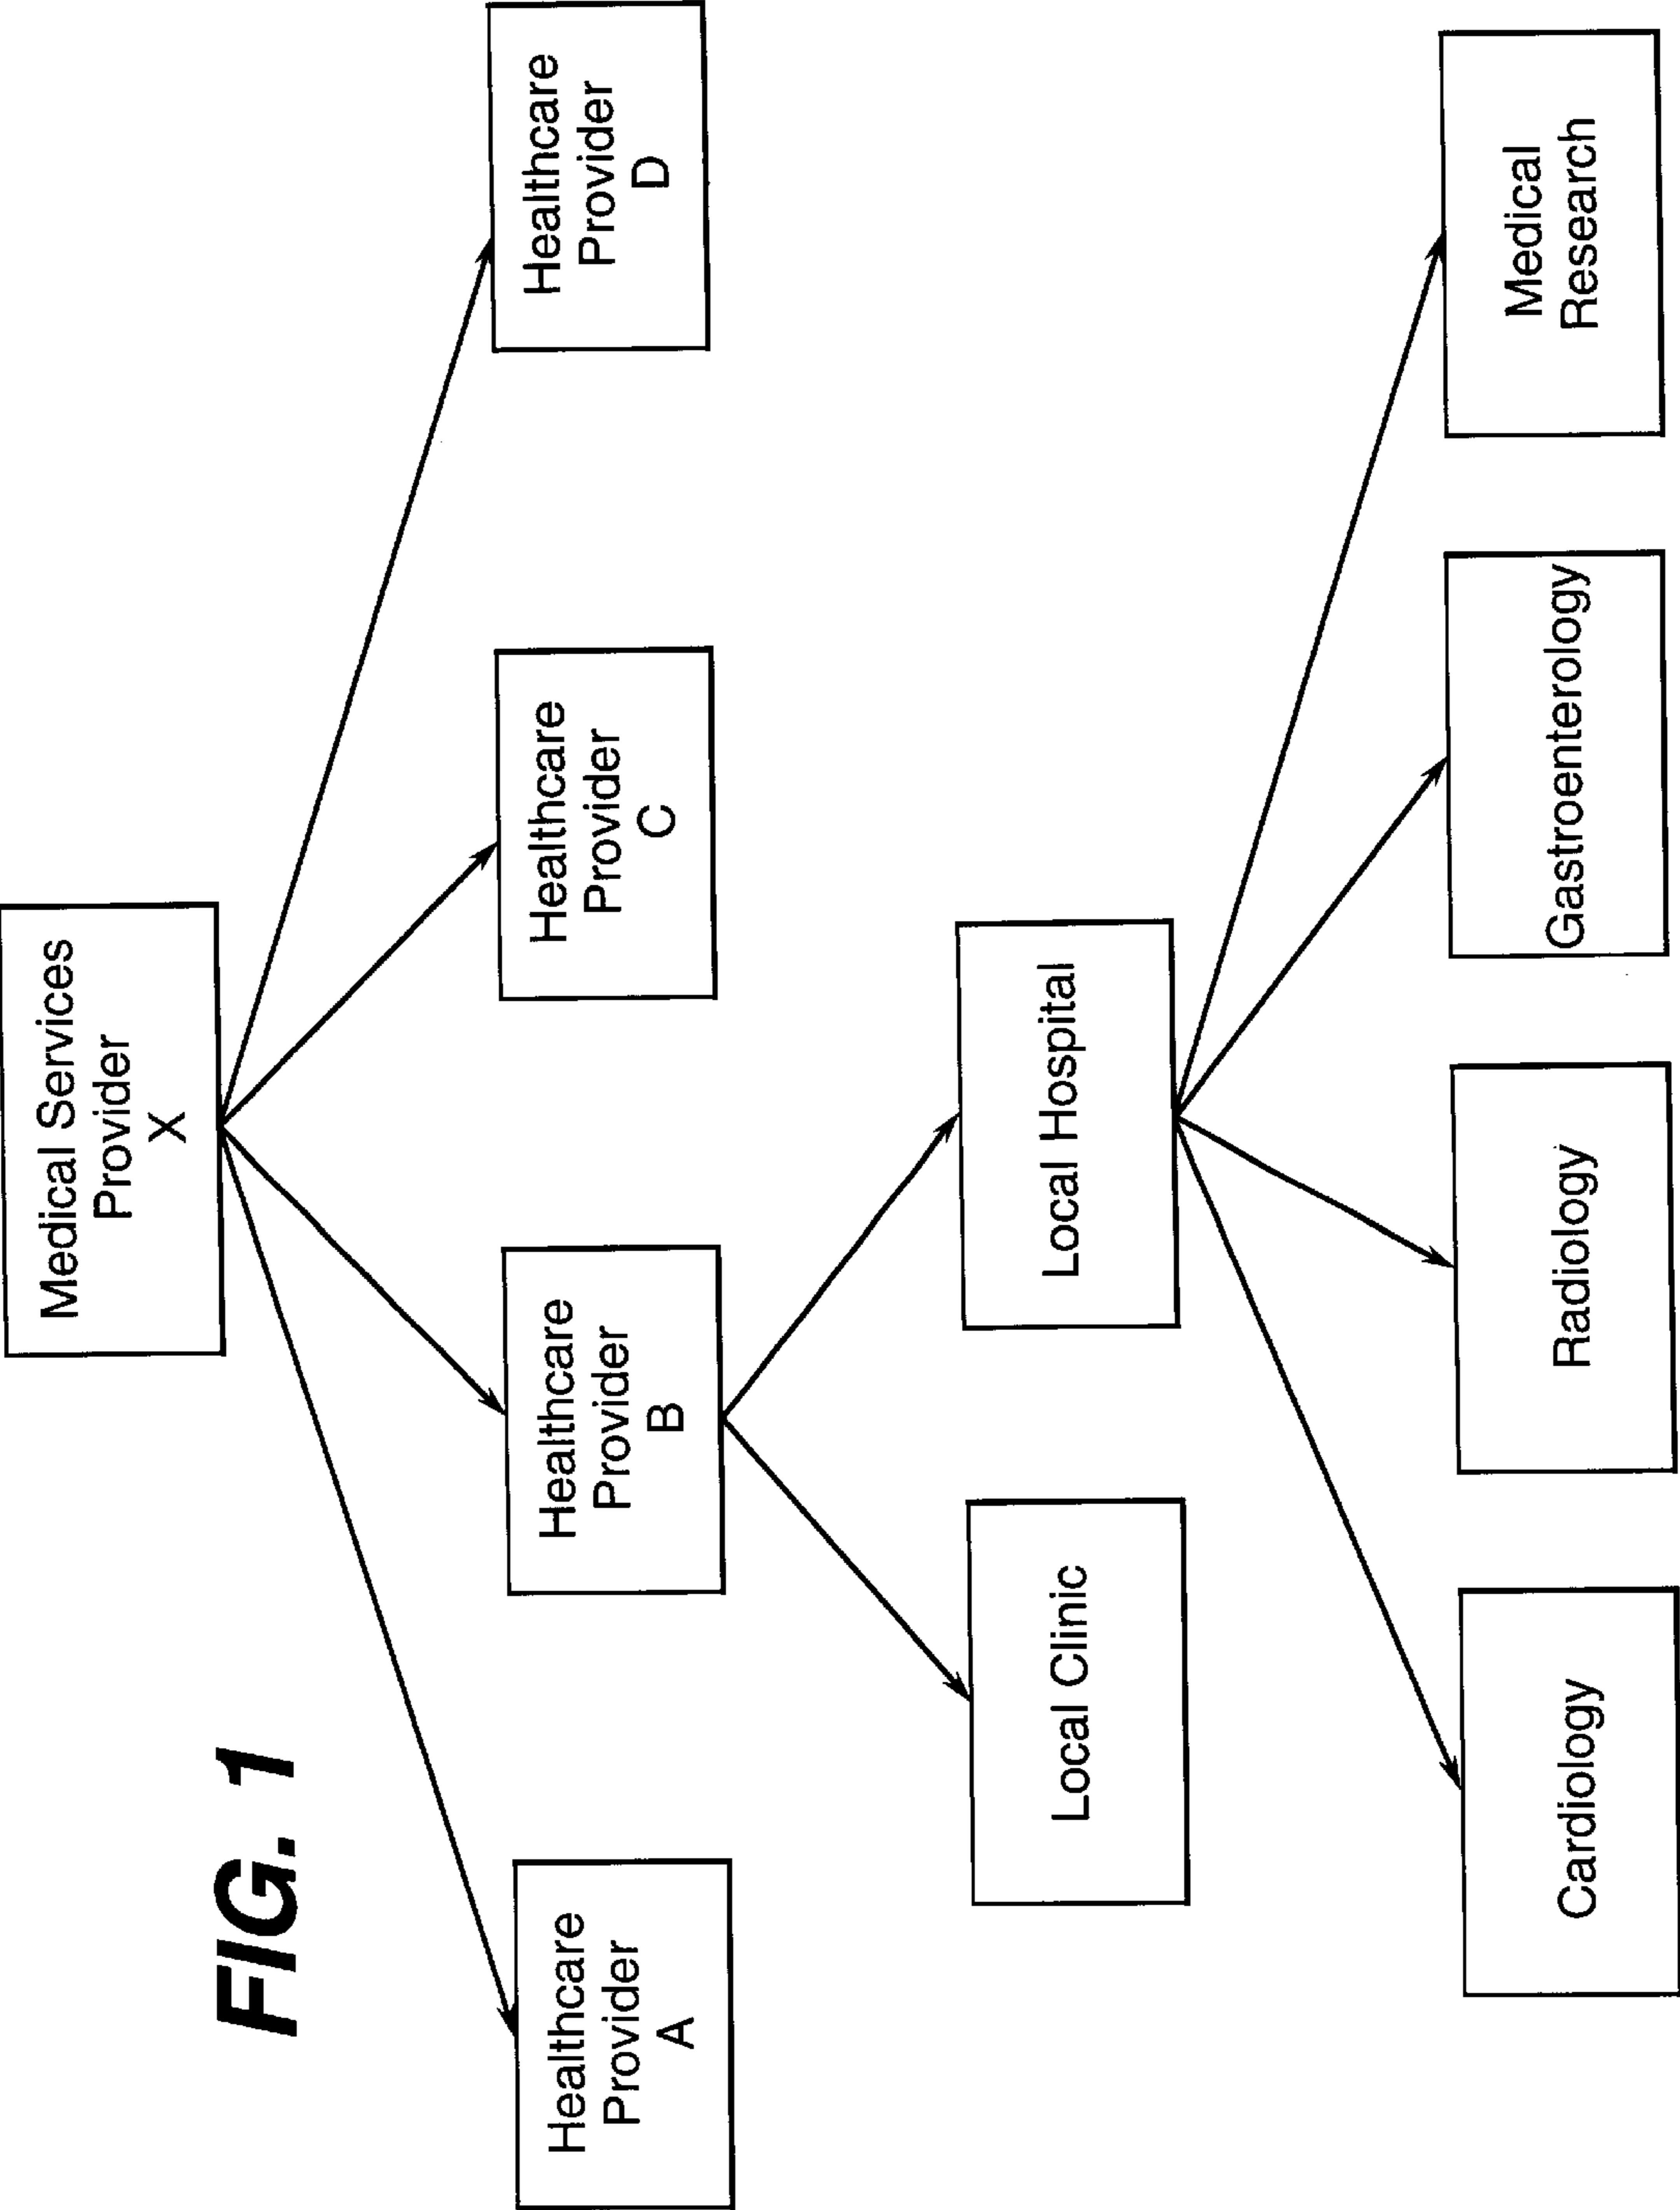 FIG. 1
Medical Services
Provider
X
Healthcare
Provider
A
Healthcare
Provider
B
Healthcare
Provider
C
Healthcare
Provider
D
Local Clinic
Local Hospital
Cardiology
Radiology
Gastroenterology
Medical
Research